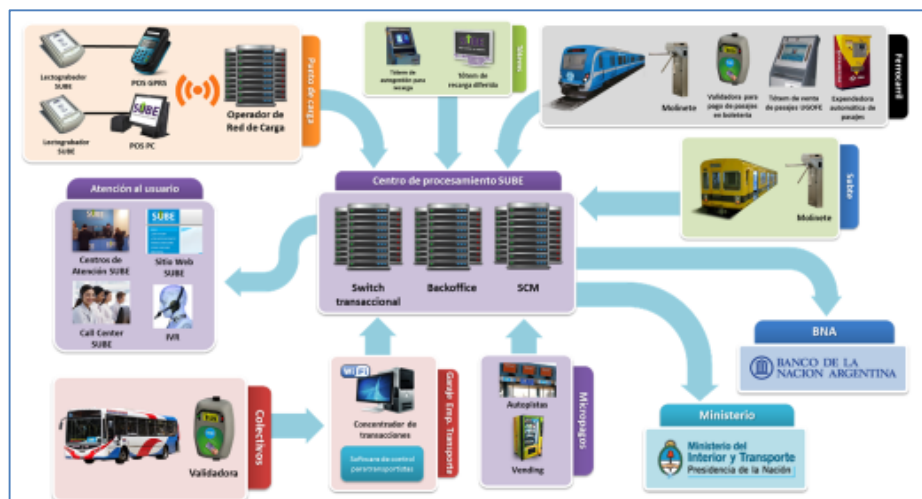 Lectograbador
SUBE
POS GPRS
Lectograbador
SUBE
POS PC
Operador de
Red de Carga
Punto de carga
Tótem de
autogestión para
recarga
Tótem de
recarga diferida
Molinete
Validadora para
pago de pasajes
en boletería
Tótem de venta
de pasajes UGOFE
Expendedora
automática de
pasajes
Ferrocarril
Atención al usuario
SUBE
Centros de
Atención SUBE
SUBE
Sitio Web
SUBE
Call Center
SUBE
IVR
Centro de procesamiento SUBE
Switch
transaccional
Backoffice
SCM
Molinete
Subte
BNA
BANCO DE LA
NACION ARGENTINA
Validadora
Colectivos
WiFi
Concentrador de
transacciones
Software de control
para transportistas
Garaje Emp. Transporte
Autopistas
Vending
Micropagos
Ministerio
Ministerio del
Interior y Transporte
Presidencia de la Nación